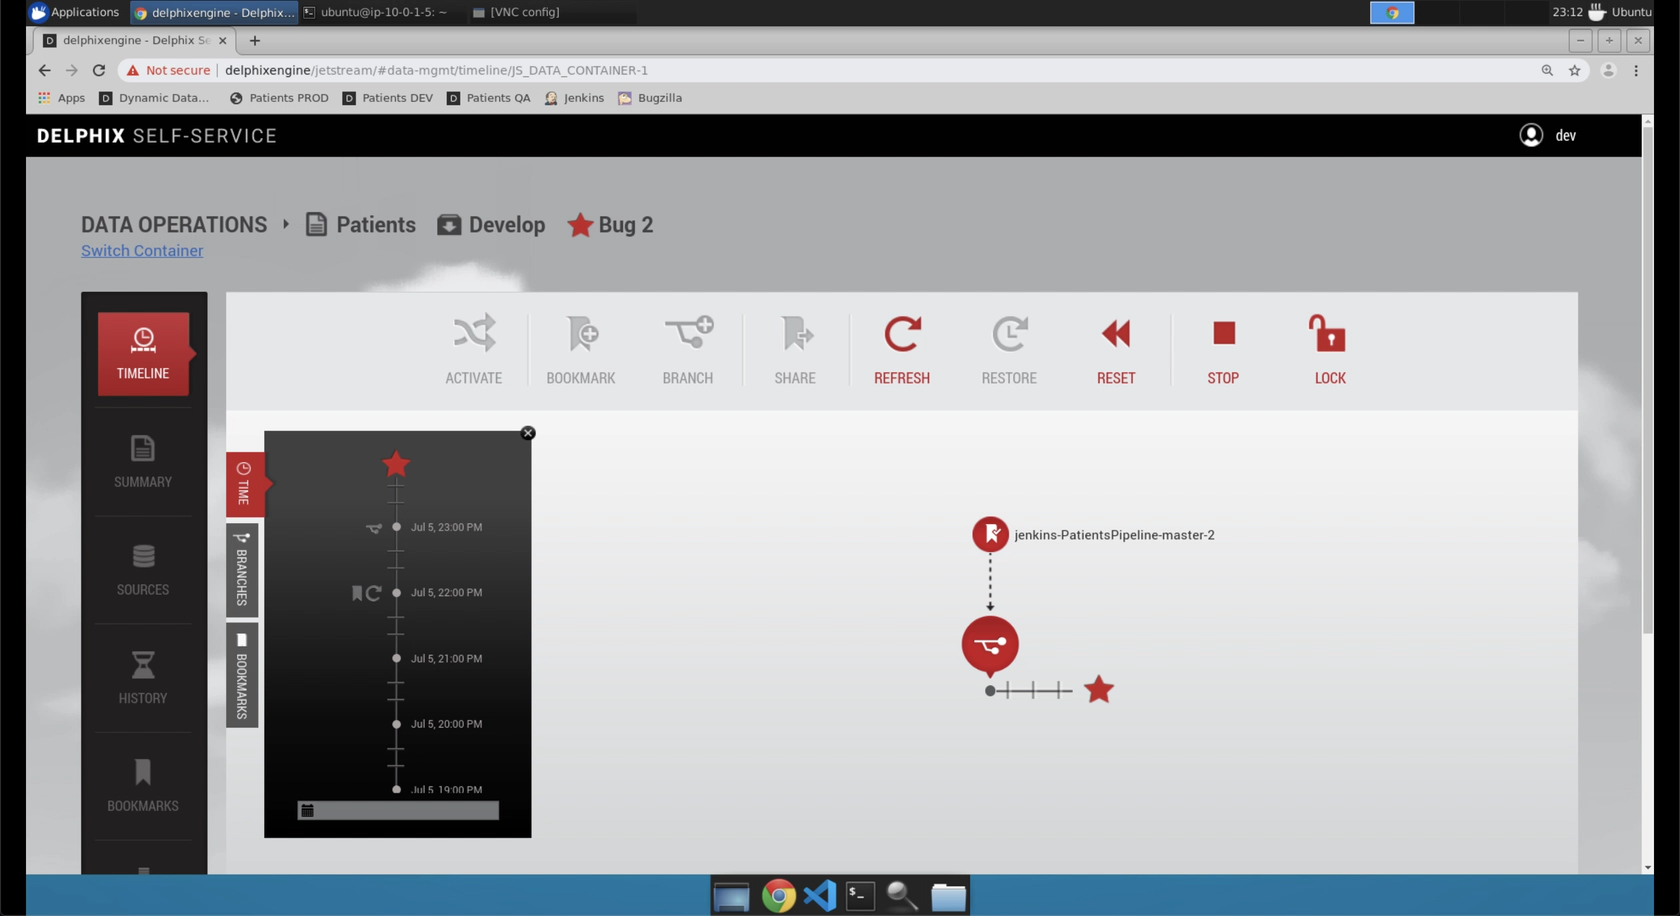 Applications delphixengine - Delphix... ubuntu@ip-10-0-1-5: ~ [VNC config] 23:12 Ubuntu
D delphixengine - Delphix Se
Not secure delphixengine/jetstream/#data-mgmt/timeline/JS_DATA_CONTAINER-1
Apps D Dynamic Data... Patients PROD D Patients DEV D Patients QA Jenkins Bugzilla
DELPHIX SELF-SERVICE dev
DATA OPERATIONS Patients Develop Bug 2
Switch Container
ACTIVATE BOOKMARK BRANCH SHARE REFRESH RESTORE RESET STOP LOCK
TIMELINE
SUMMARY
SOURCES
HISTORY
BOOKMARKS
TIME
BRANCHES
BOOKMARKS
Jul 5, 23:00 PM
Jul 5, 22:00 PM
Jul 5, 21:00 PM
Jul 5, 20:00 PM
Jul 5, 19:00 PM
jenkins-PatientsPipeline-master-2